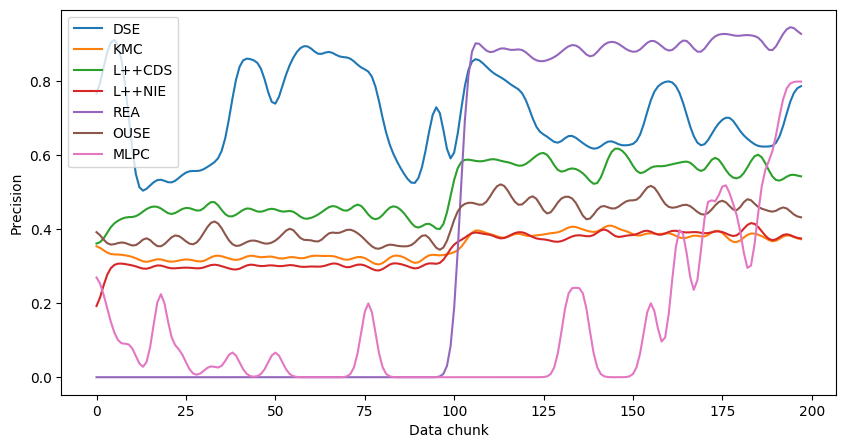 DSE
KMC
L++CDS
L++NIE
REA
OUSE
MLPC
Precision
0.8
0.6
0.4
0.2
0.0
0 25 50 75 100 125 150 175 200
Data chunk